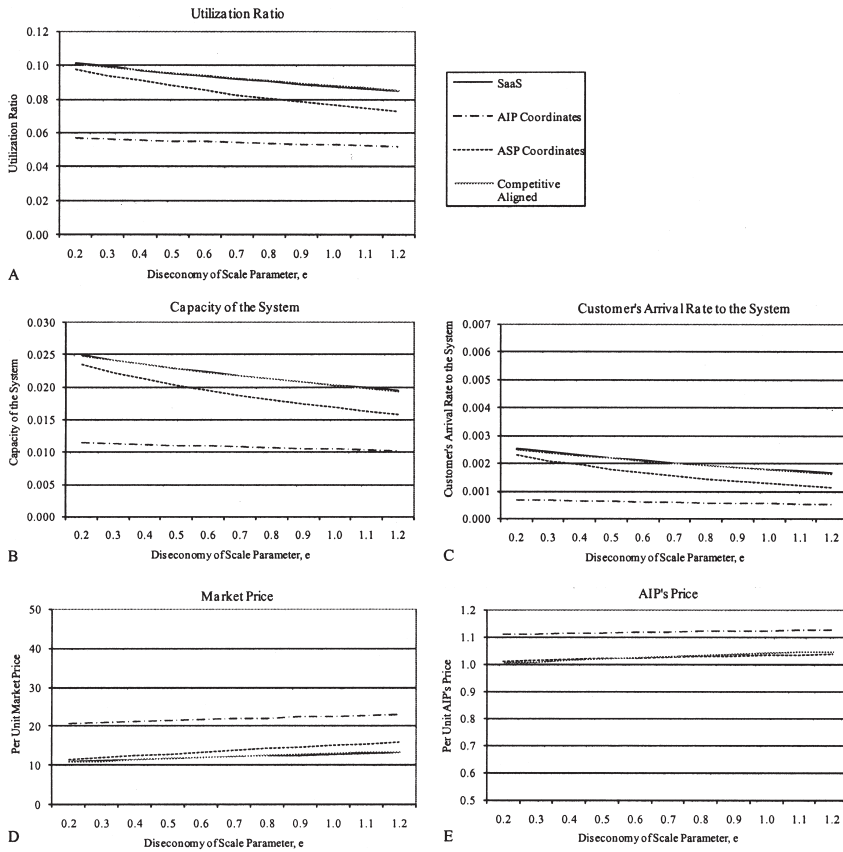 Utilization Ratio
0.12
0.10
0.08
0.06
0.04
0.02
0.00
Utilization Ratio
0.2 0.3 0.4 0.5 0.6 0.7 0.8 0.9 1.0 1.1 1.2
Diseconomy of Scale Parameter, e
A
SaaS
AIP Coordinates
ASP Coordinates
Competitive
Aligned
Capacity of the System
0.030
0.025
0.020
0.015
0.010
0.005
0.000
Capacity of the System
0.2 0.3 0.4 0.5 0.6 0.7 0.8 0.9 1.0 1.1 1.2
Diseconomy of Scale Parameter, e
B
Customer's Arrival Rate to the System
0.007
0.006
0.005
0.004
0.003
0.002
0.001
0.000
Customer's Arrival Rate to the System
0.2 0.3 0.4 0.5 0.6 0.7 0.8 0.9 1.0 1.1 1.2
Diseconomy of Scale Parameter, e
C
Market Price
50
40
30
20
10
0
Per Unit Market Price
0.2 0.3 0.4 0.5 0.6 0.7 0.8 0.9 1.0 1.1 1.2
Diseconomy of Scale Parameter, e
D
AIP's Price
1.2
1.1
1.0
0.9
0.8
0.7
0.6
0.5
Per Unit AIP's Price
0.2 0.3 0.4 0.5 0.6 0.7 0.8 0.9 1.0 1.1 1.2
Diseconomy of Scale Parameter, e
E